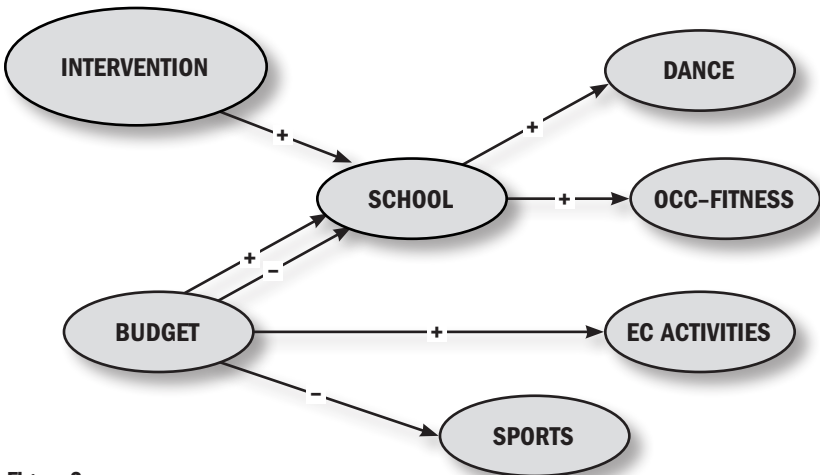 INTERVENTION
DANCE
+
+
SCHOOL
+
OCC–FITNESS
+
–
BUDGET
+
EC ACTIVITIES
–
SPORTS